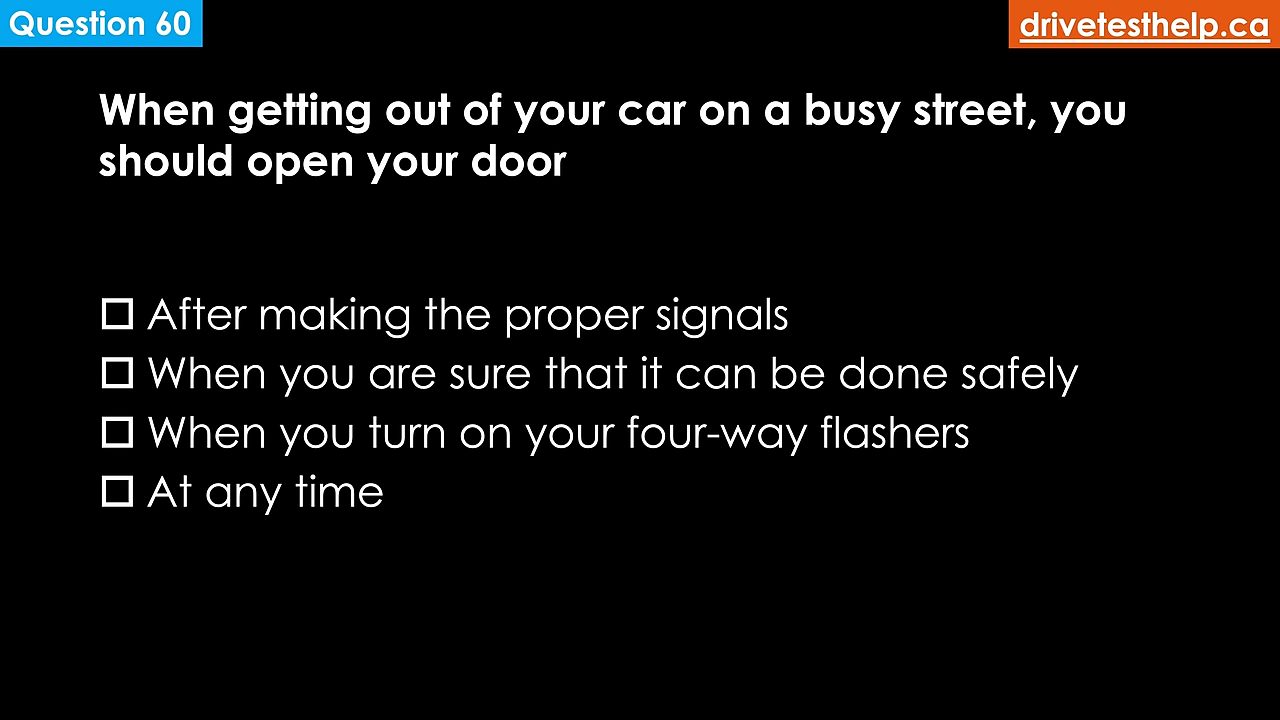 Question 60
drivetesthelp.ca
When getting out of your car on a busy street, you
should open your door
☐ After making the proper signals
☐ When you are sure that it can be done safely
☐ When you turn on your four-way flashers
☐ At any time